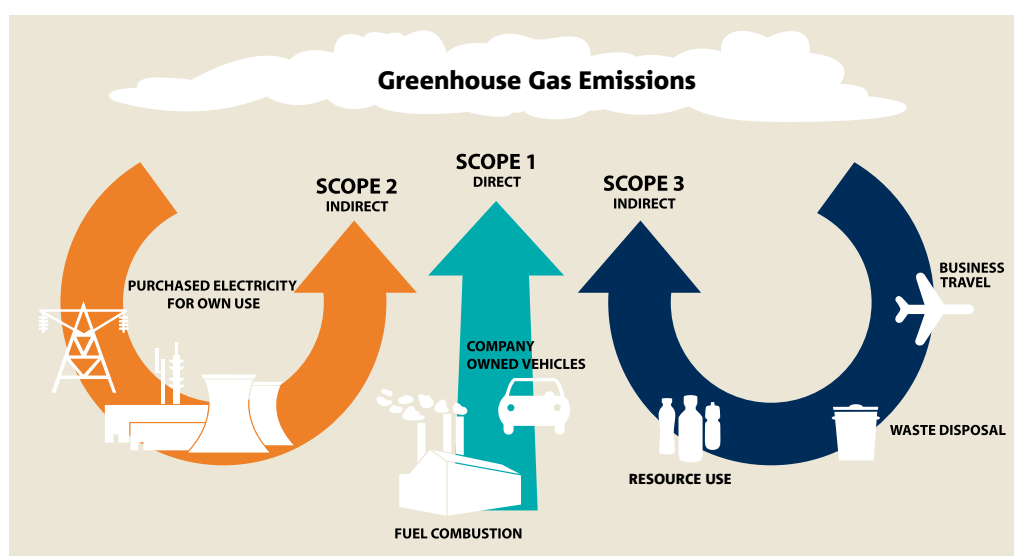 Greenhouse Gas Emissions
SCOPE 2
INDIRECT
SCOPE 1
DIRECT
SCOPE 3
INDIRECT
PURCHASED ELECTRICITY
FOR OWN USE
COMPANY
OWNED VEHICLES
FUEL COMBUSTION
BUSINESS
TRAVEL
WASTE DISPOSAL
RESOURCE USE